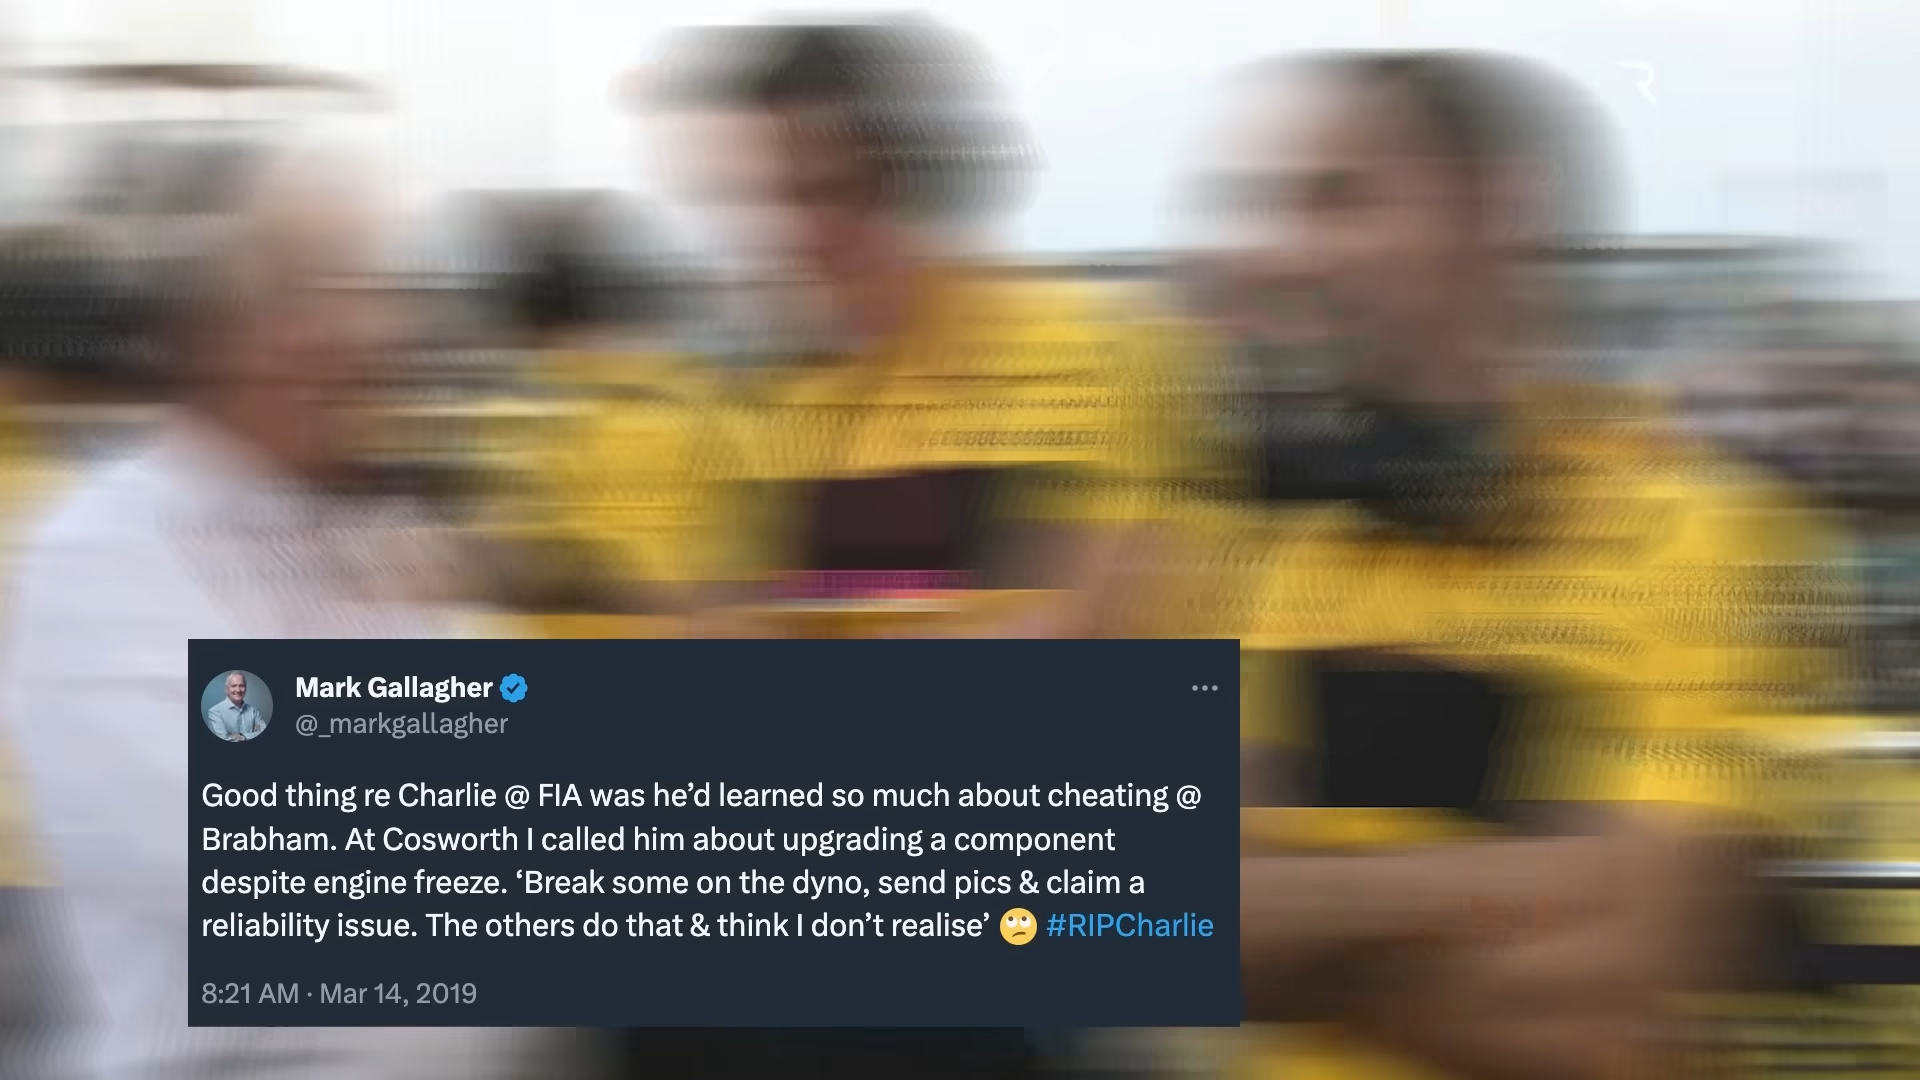 Mark Gallagher
@_markgallagher
Good thing re Charlie @ FIA was he’d learned so much about cheating @
Brabham. At Cosworth I called him about upgrading a component
despite engine freeze. ‘Break some on the dyno, send pics & claim a
reliability issue. The others do that & think I don’t realise’ 🙄 #RIPCharlie
8:21 AM · Mar 14, 2019